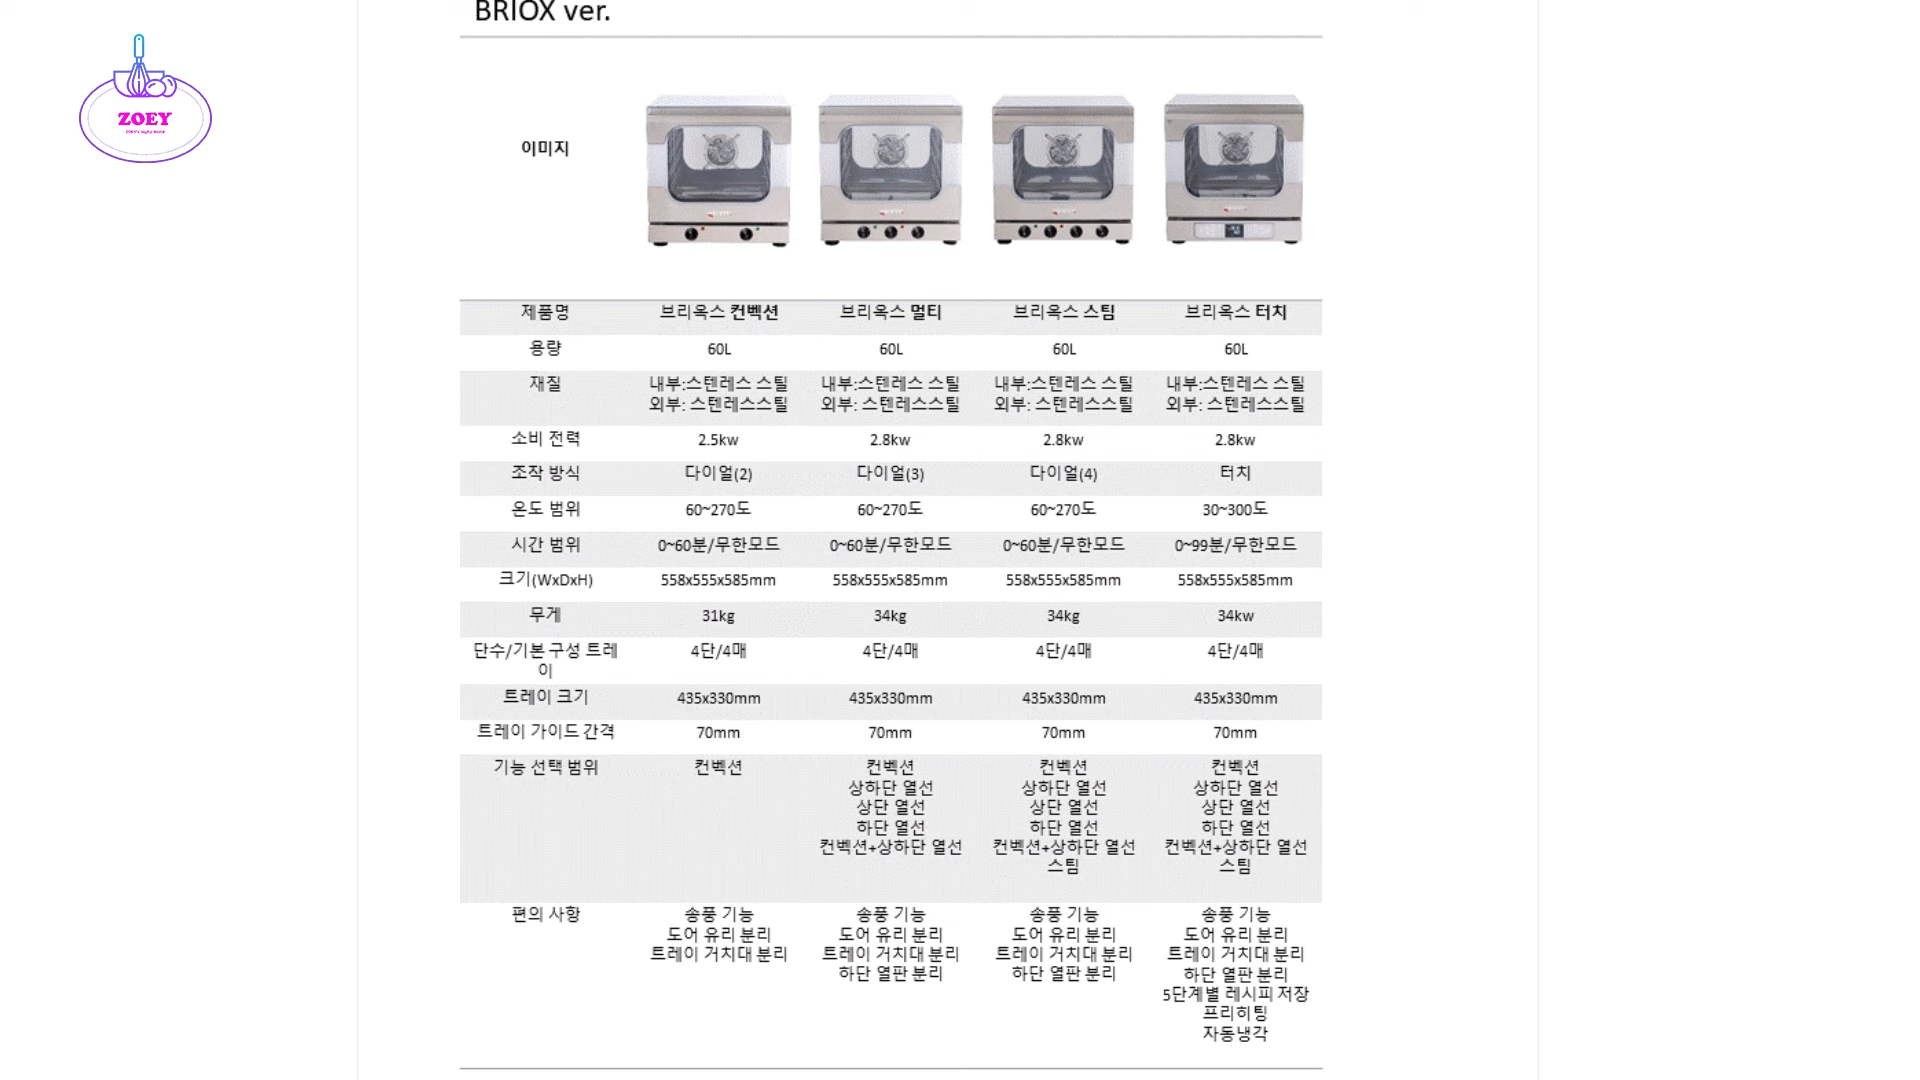 BRIOX ver.
ZOEY
이미지
제품명 브리옥스 컨벡션 브리옥스 멀티 브리옥스 스팀 브리옥스 터치
용량 60L 60L 60L 60L
재질 내부:스텐레스 스틸 내부:스텐레스 스틸 내부:스텐레스 스틸 내부:스텐레스 스틸
외부: 스텐레스스틸 외부: 스텐레스스틸 외부: 스텐레스스틸 외부: 스텐레스스틸
소비 전력 2.5kw 2.8kw 2.8kw 2.8kw
조작 방식 다이얼(2) 다이얼(3) 다이얼(4) 터치
온도 범위 60~270도 60~270도 60~270도 30~300도
시간 범위 0~60분/무한모드 0~60분/무한모드 0~60분/무한모드 0~99분/무한모드
크기(WxDxH) 558x555x585mm 558x555x585mm 558x555x585mm 558x555x585mm
무게 31kg 34kg 34kg 34kw
단수/기본 구성 트레 4단/4매 4단/4매 4단/4매 4단/4매
이
트레이 크기 435x330mm 435x330mm 435x330mm 435x330mm
트레이 가이드 간격 70mm 70mm 70mm 70mm
기능 선택 범위 컨벡션 컨벡션 컨벡션 컨벡션
상하단 열선 상하단 열선 상하단 열선
상단 열선 상단 열선 상단 열선
하단 열선 하단 열선 하단 열선
컨벡션+상하단 열선 컨벡션+상하단 열선 컨벡션+상하단 열선
스팀 스팀
편의 사항 송풍 기능 송풍 기능 송풍 기능 송풍 기능
도어 유리 분리 도어 유리 분리 도어 유리 분리 도어 유리 분리
트레이 거치대 분리 트레이 거치대 분리 트레이 거치대 분리 트레이 거치대 분리
하단 열판 분리 하단 열판 분리 하단 열판 분리
5단계별 레시피 저장
프리히팅
자동냉각